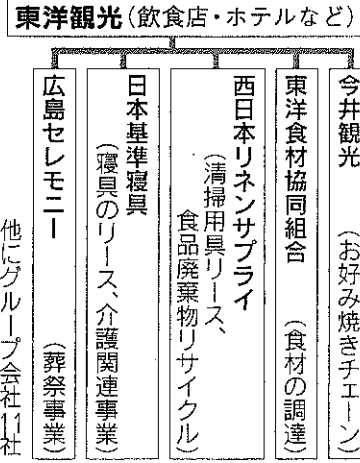 東洋観光(飲食店・ホテルなど)
今井観光(お好み焼きチェーン)
東洋食材協同組合(食材の調達)
西日本リネンサプライ
(清掃用具リース、
食品廃棄物リサイクル)
日本基準寝具
(寝具のリース、介護関連事業)
広島セレモニー(葬祭事業)
他にグループ会社11社